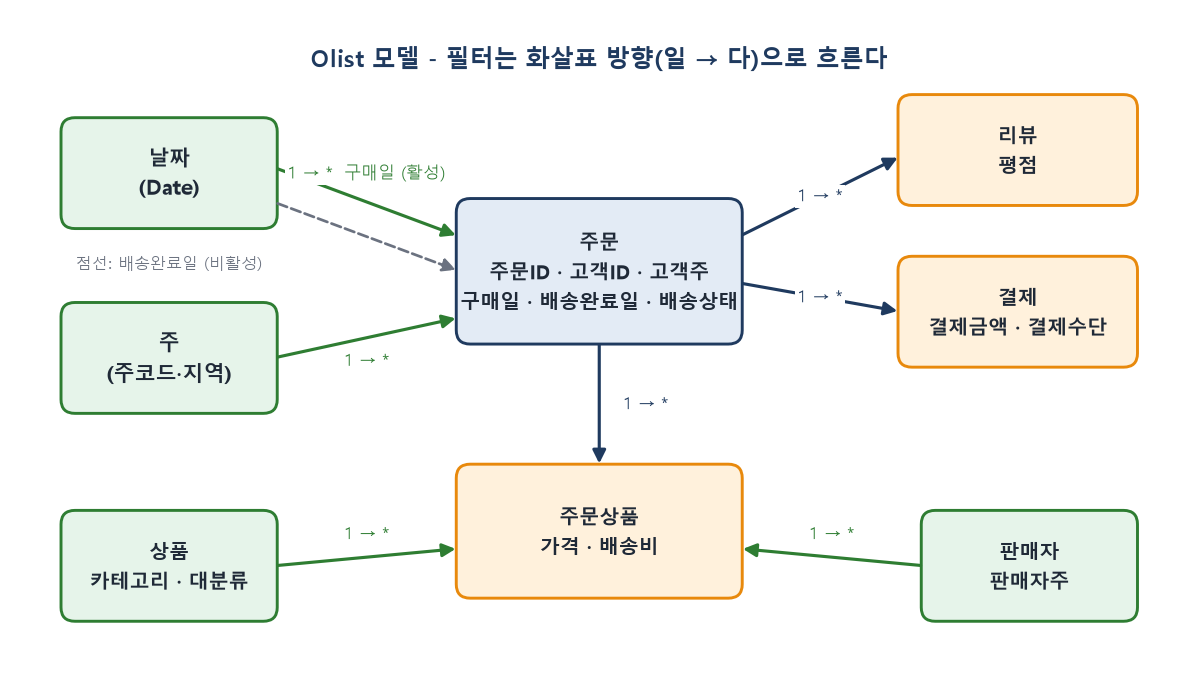 Olist 모델 - 필터는 화살표 방향(일 → 다)으로 흐른다
날짜
(Date)
1 → * 구매일 (활성)
점선: 배송완료일 (비활성)
주
(주코드·지역)
1 → *
주문
주문ID · 고객ID · 고객주
구매일 · 배송완료일 · 배송상태
1 → *
리뷰
평점
1 → *
결제
결제금액 · 결제수단
1 → *
상품
카테고리 · 대분류
1 → *
주문상품
가격 · 배송비
1 → *
판매자
판매자주